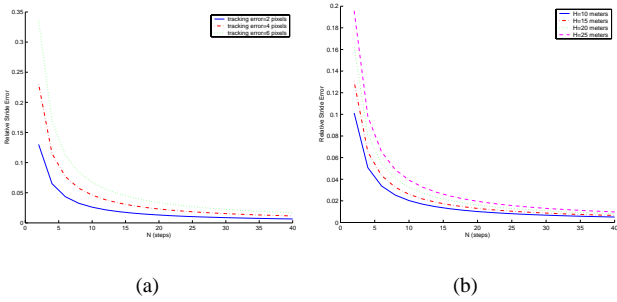 tracking error=2 pixels
tracking error=4 pixels
tracking error=6 pixels
0.35
0.3
0.25
0.2
0.15
0.1
0.05
0
Relative Stride Error
0 5 10 15 20 25 30 35 40
N (steps)
(a)
H=10 meters
H=15 meters
H=20 meters
H=25 meters
0.2
0.18
0.16
0.14
0.12
0.1
0.08
0.06
0.04
0.02
0
Relative Stride Error
0 5 10 15 20 25 30 35 40
N (steps)
(b)